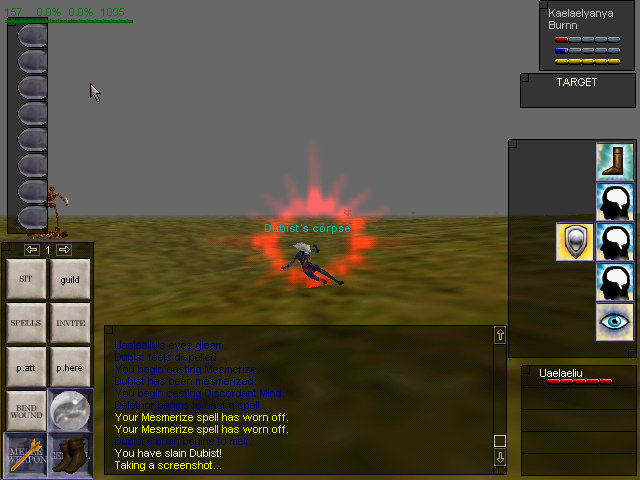 157 0.0% 0.0% 1095
Kaelaelyanya
Burnn
TARGET
Dubist's corpse
1
SIT
guild
SPELLS
INVITE
p.att
p.here
BIND
WOUND
Uaelaeliu's eyes gleam.
Dubist feels dispelled.
You begin casting Mesmerize.
Dubist has been mesmerized.
You begin casting Discordant Mind.
Delethor begins to cast a spell.
Your Mesmerize spell has worn off.
Your Mesmerize spell has worn off.
Dubist's brain begins to melt.
You have slain Dubist!
Taking a screenshot...
Uaelaeliu